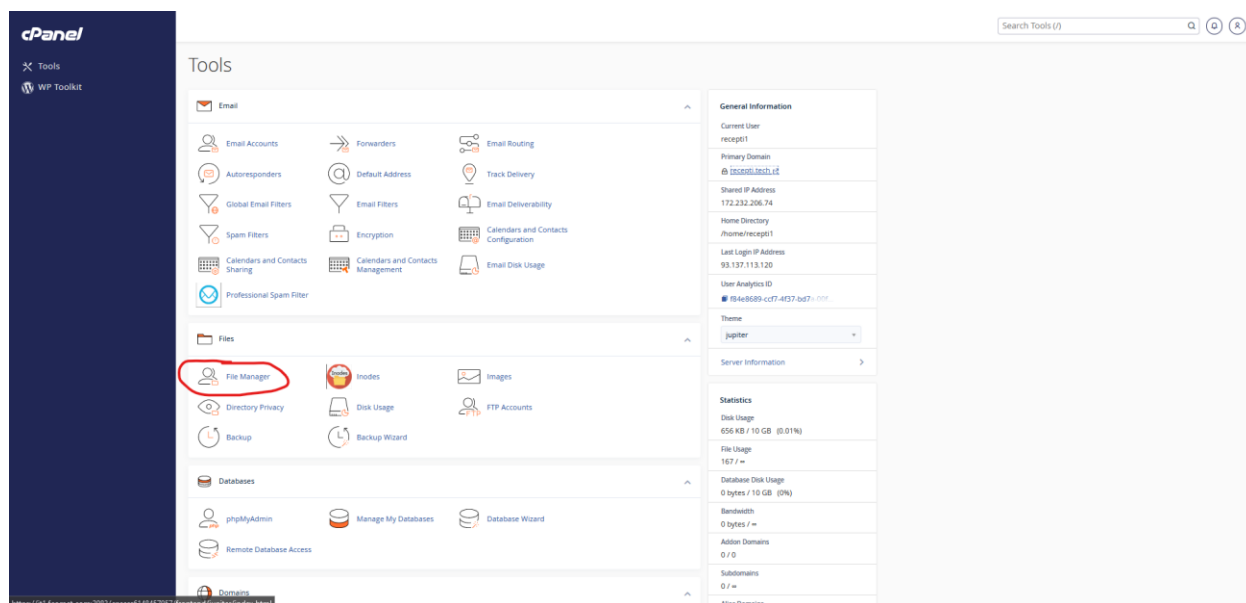 cPanel
Search Tools (/)
Tools
WP Toolkit
Tools
Email
Email Accounts
Forwarders
Email Routing
Autoresponders
Default Address
Track Delivery
Global Email Filters
Email Filters
Email Deliverability
Spam Filters
Encryption
Calendars and Contacts
Configuration
Calendars and Contacts
Sharing
Calendars and Contacts
Management
Email Disk Usage
Professional Spam Filter
Files
File Manager
Inodes
Images
Directory Privacy
Disk Usage
FTP Accounts
Backup
Backup Wizard
Databases
phpMyAdmin
Manage My Databases
Database Wizard
Remote Database Access
Domains
General Information
Current User
recepti1
Primary Domain
recepti.tech
Shared IP Address
172.232.206.74
Home Directory
/home/recepti1
Last Login IP Address
93.137.113.120
User Analytics ID
f84e8689-ccf7-4f37-bd7
Theme
jupiter
Server Information
Statistics
Disk Usage
656 KB / 10 GB (0.01%)
File Usage
167 / ∞
Database Disk Usage
0 bytes / 10 GB (0%)
Bandwidth
0 bytes / ∞
Addon Domains
0 / 0
Subdomains
0 / ∞